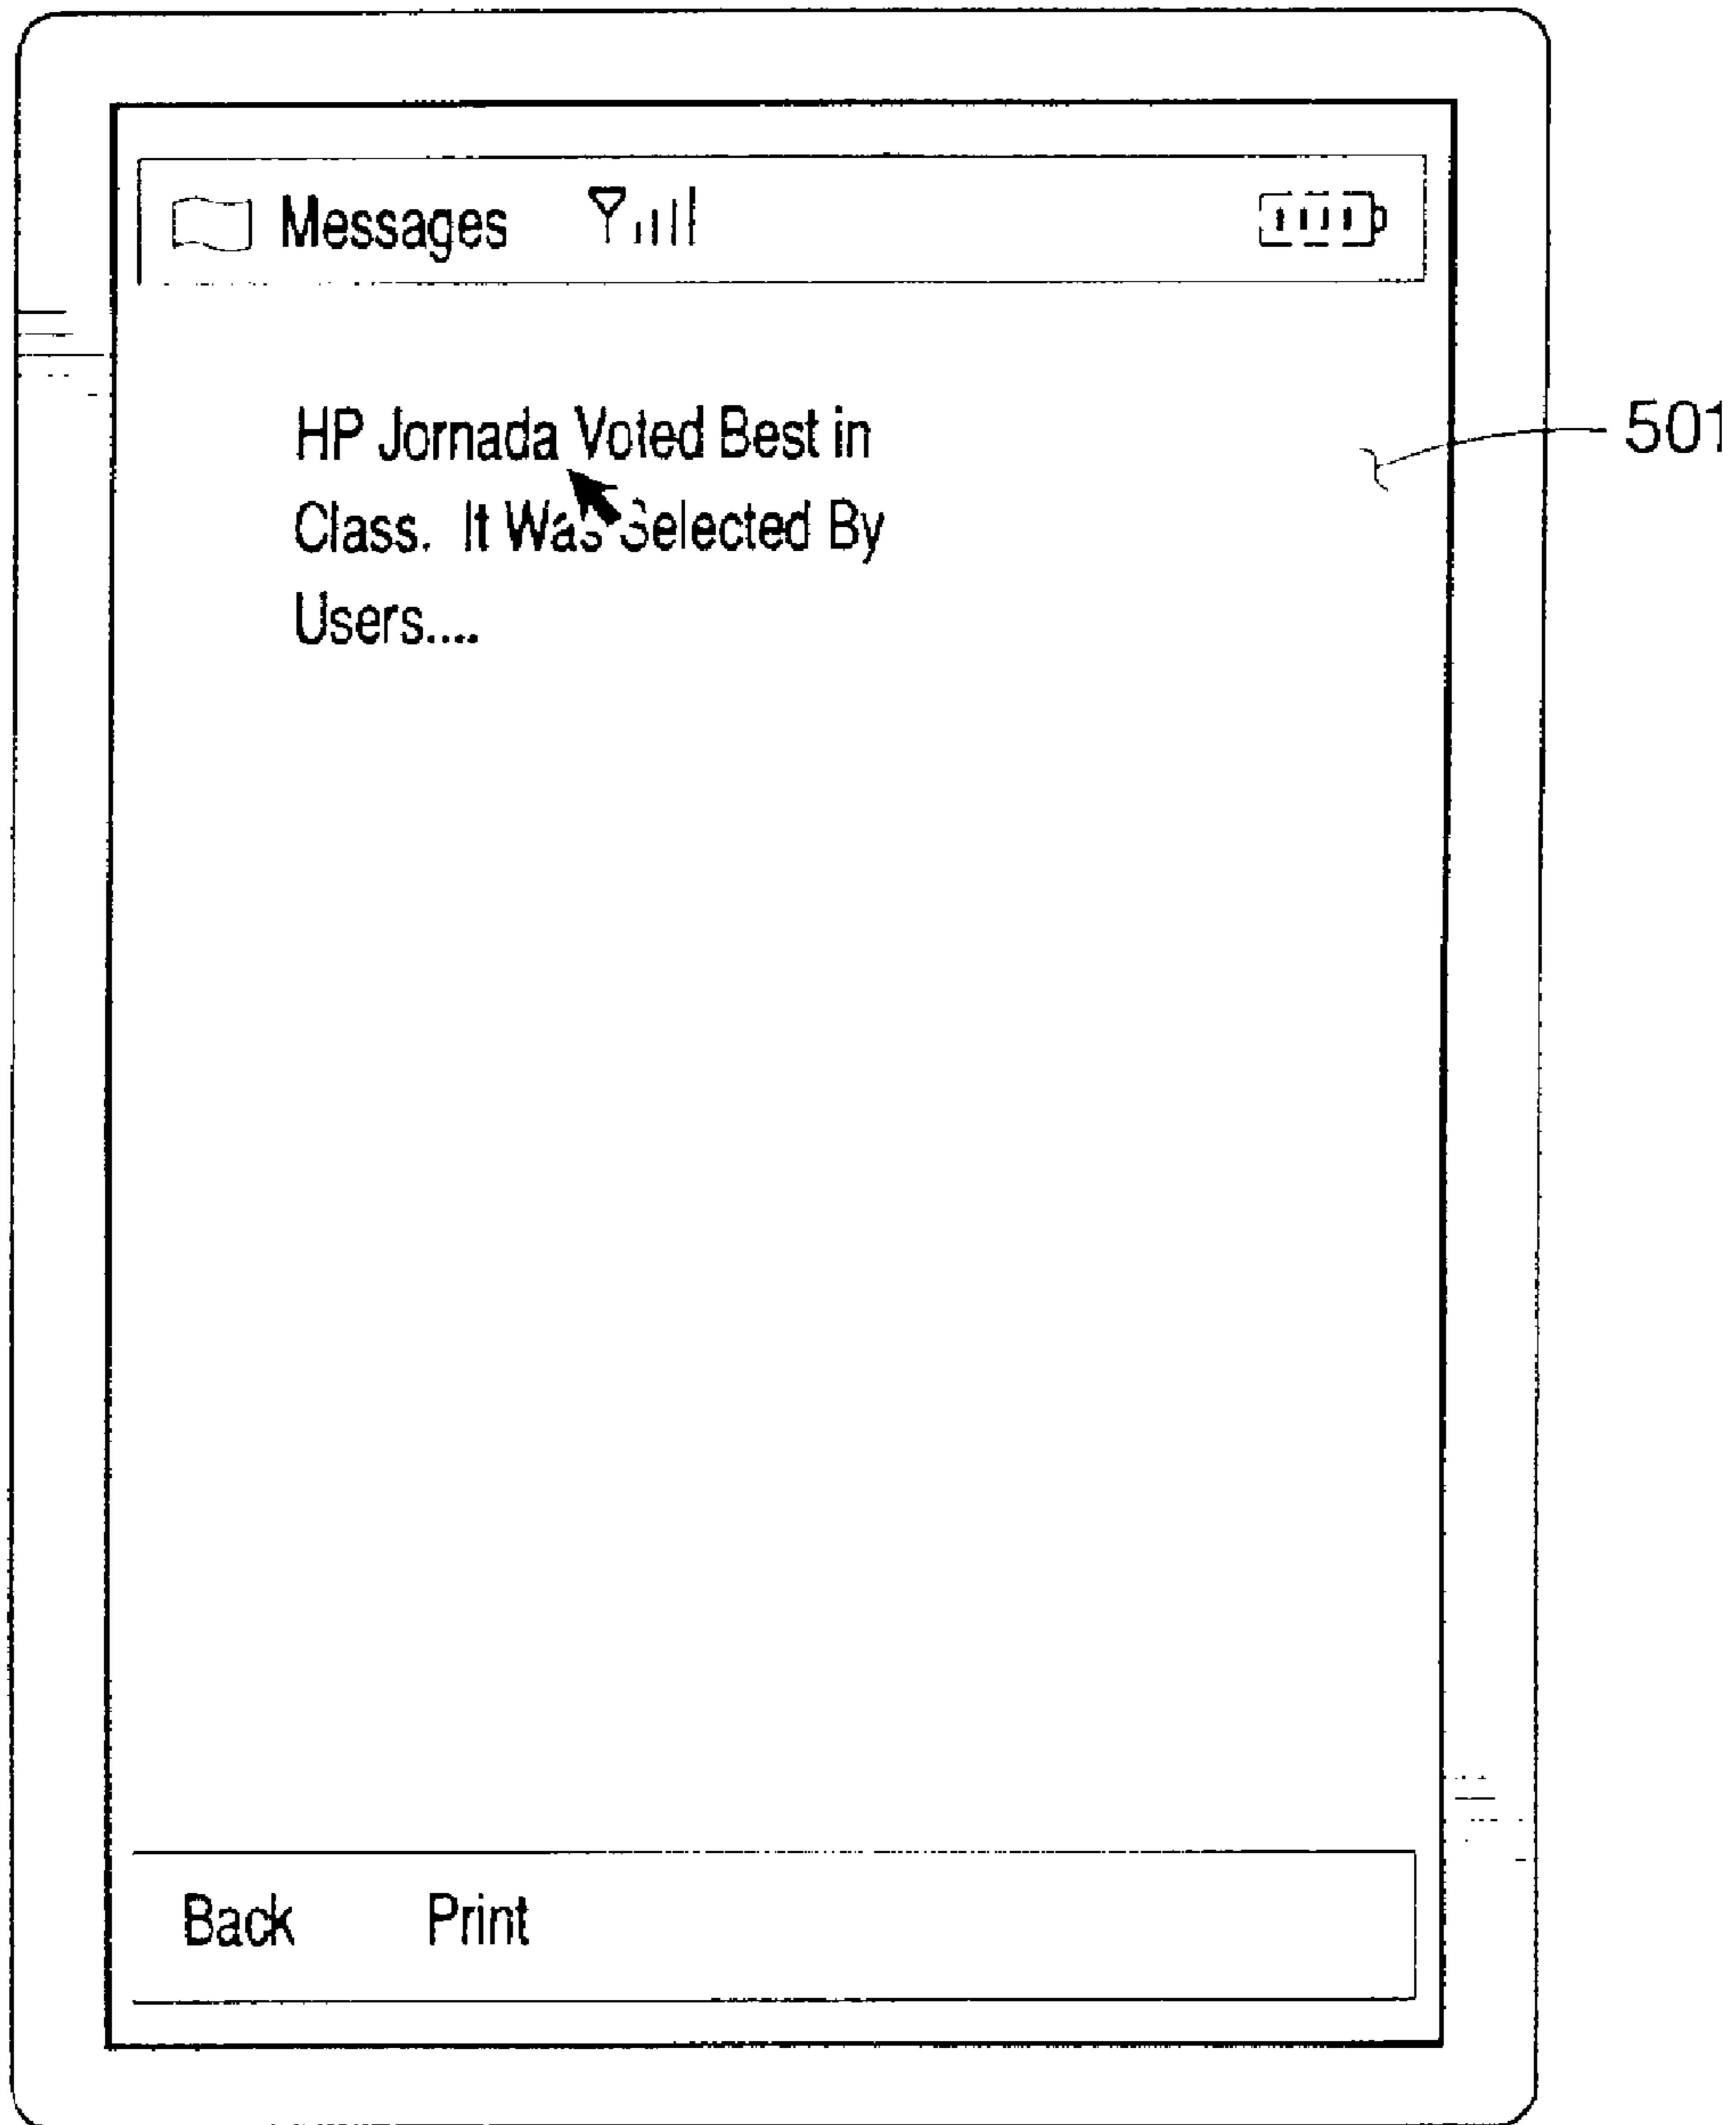 Messages
HP Jornada Voted Best in
Class. It Was Selected By
Users....
501
Back Print